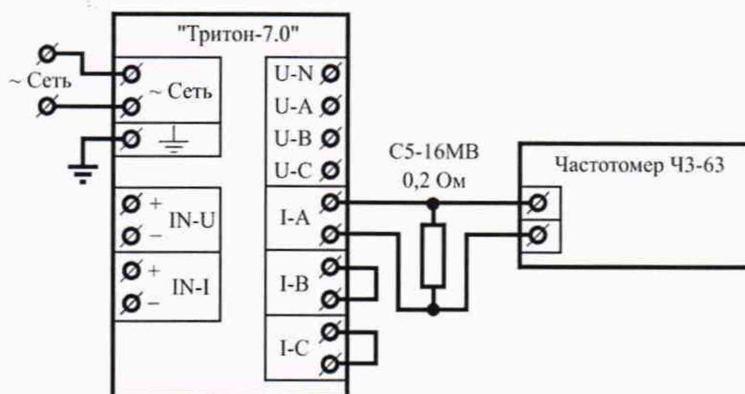 "Тритон-7.0"
~ Сеть
~ Сеть
U-N
U-A
U-B
U-C
I-A
I-B
I-C
+
−
IN-U
+
−
IN-I
С5-16МВ
0,2 Ом
Частотомер Ч3-63